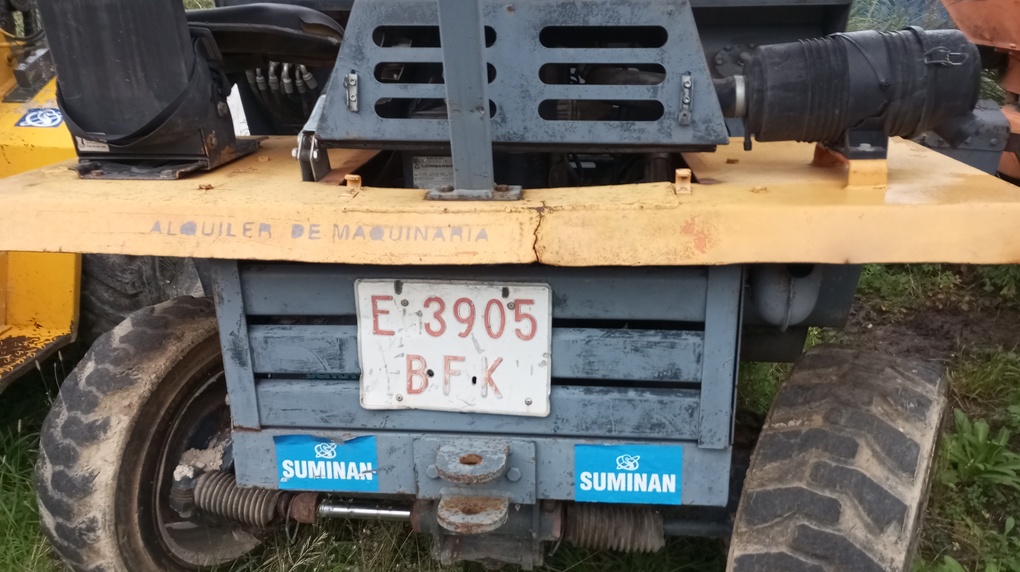 ALQUILER DE MAQUINARIA
E 3905
BFK
SUMINAN
SUMINAN